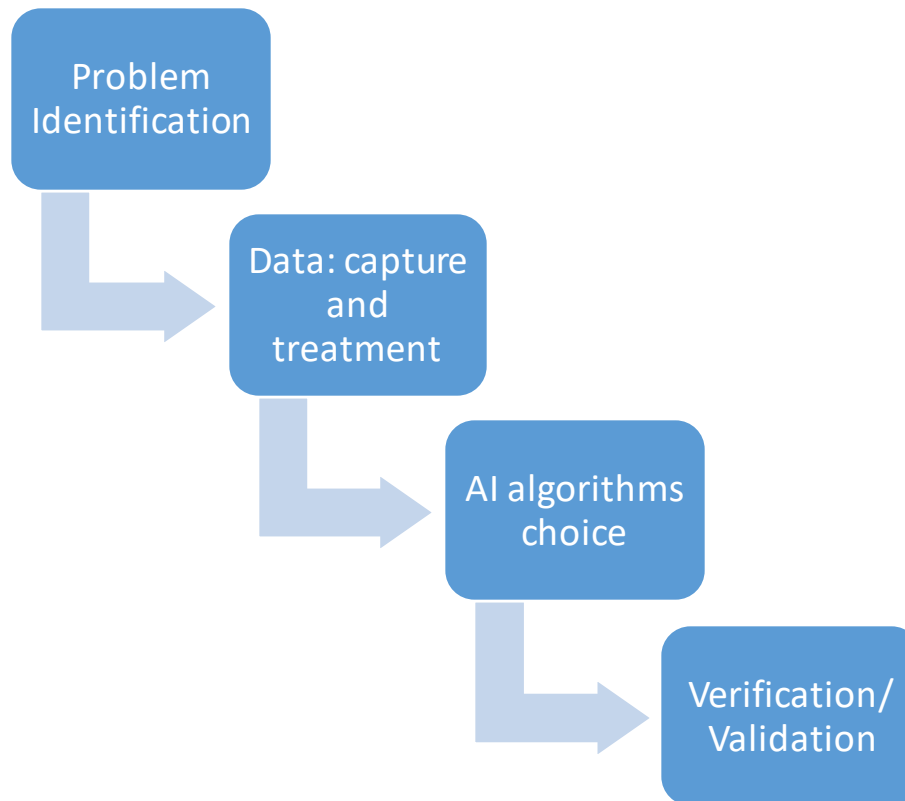 Problem
Identification
Data: capture
and
treatment
AI algorithms
choice
Verification/
Validation